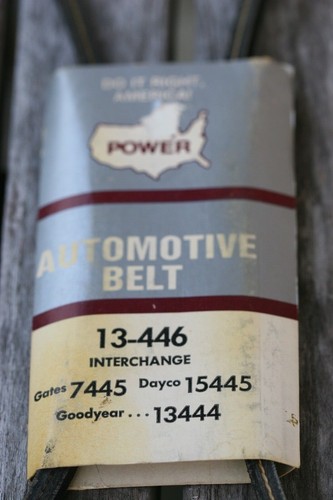 DO IT RIGHT,
AMERICA!
POWER
AUTOMOTIVE
BELT
13-446
INTERCHANGE
Gates 7445 Dayco 15445
Goodyear...13444